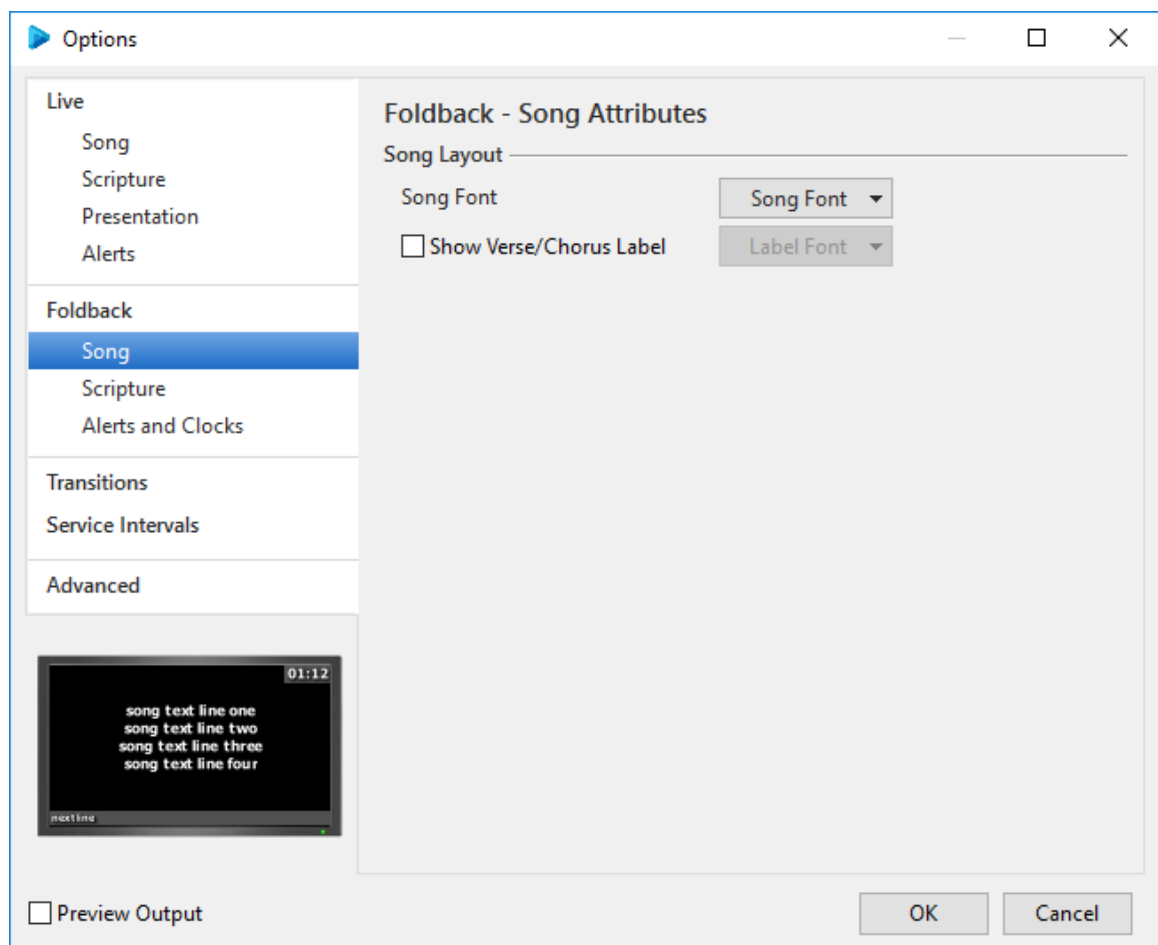 Options
Live
Song
Scripture
Presentation
Alerts
Foldback
Song
Scripture
Alerts and Clocks
Transitions
Service Intervals
Advanced
Foldback - Song Attributes
Song Layout
Song Font Song Font
Show Verse/Chorus Label Label Font
01:12
song text line one
song text line two
song text line three
song text line four
nextline
Preview Output
OK Cancel